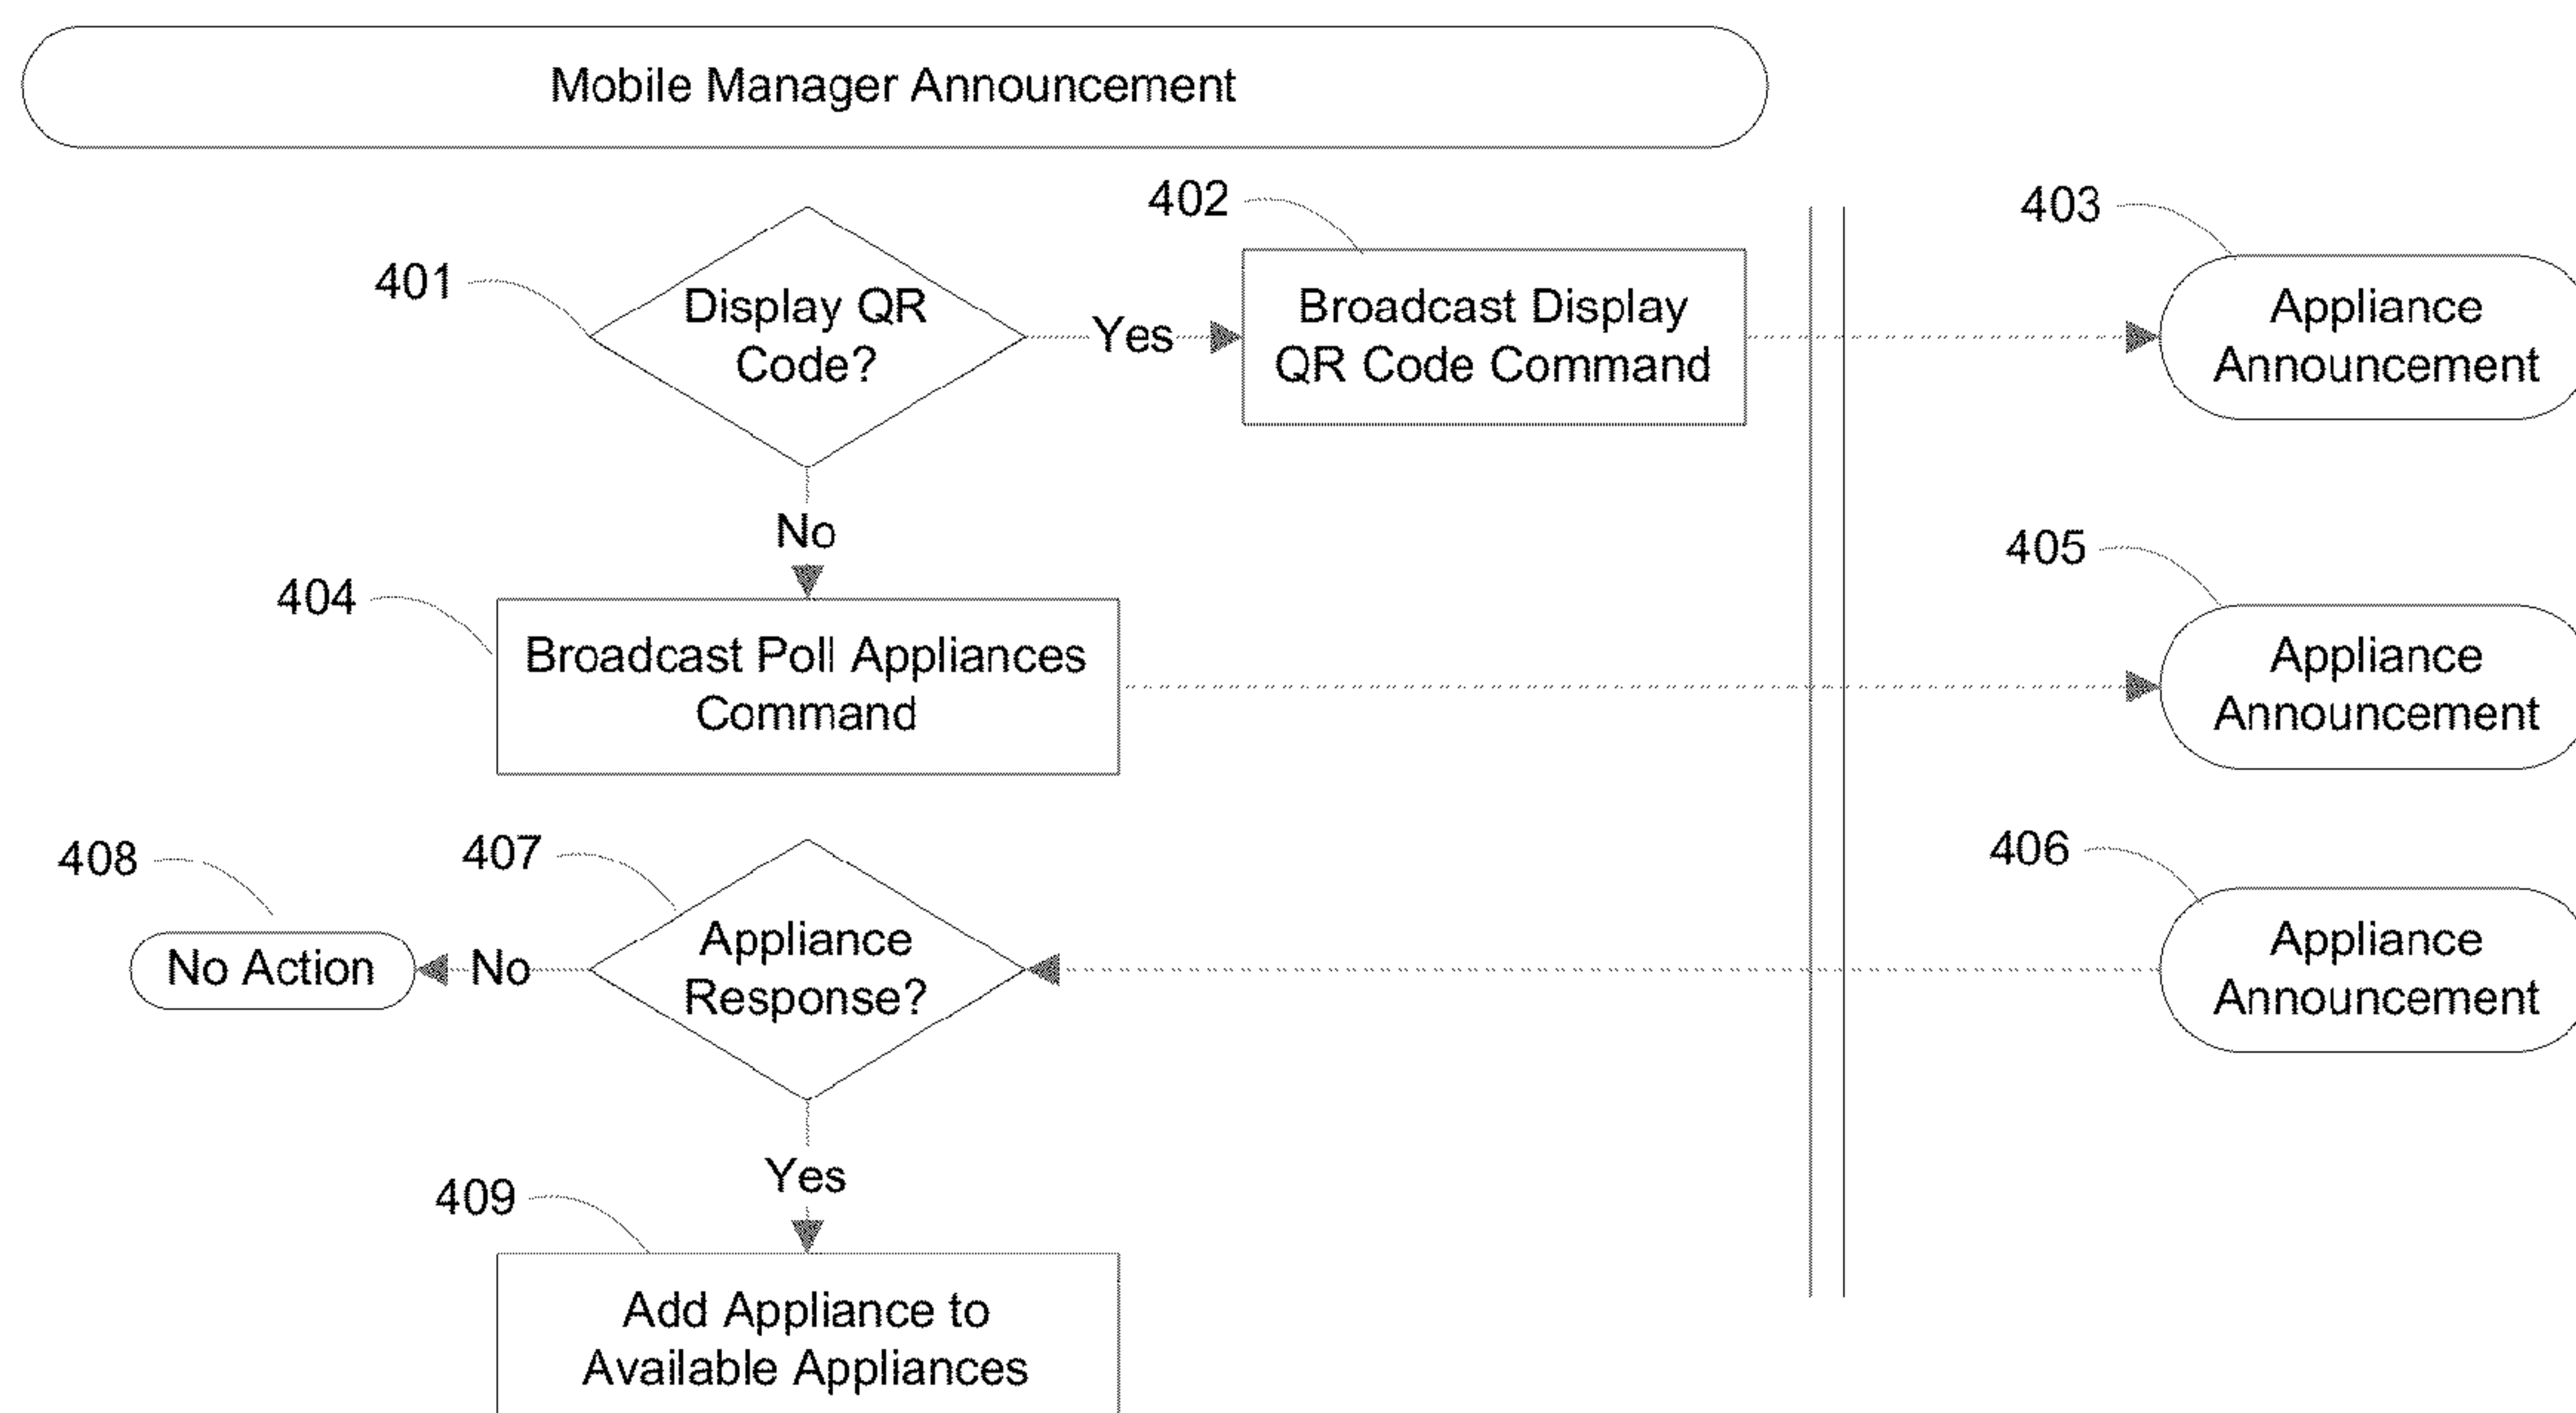 Mobile Manager Announcement
402
403
401
Display QR
Code?
Yes
Broadcast Display
QR Code Command
Appliance
Announcement
No
405
404
Broadcast Poll Appliances
Command
Appliance
Announcement
408
407
406
No Action
No
Appliance
Response?
Appliance
Announcement
Yes
409
Add Appliance to
Available Appliances